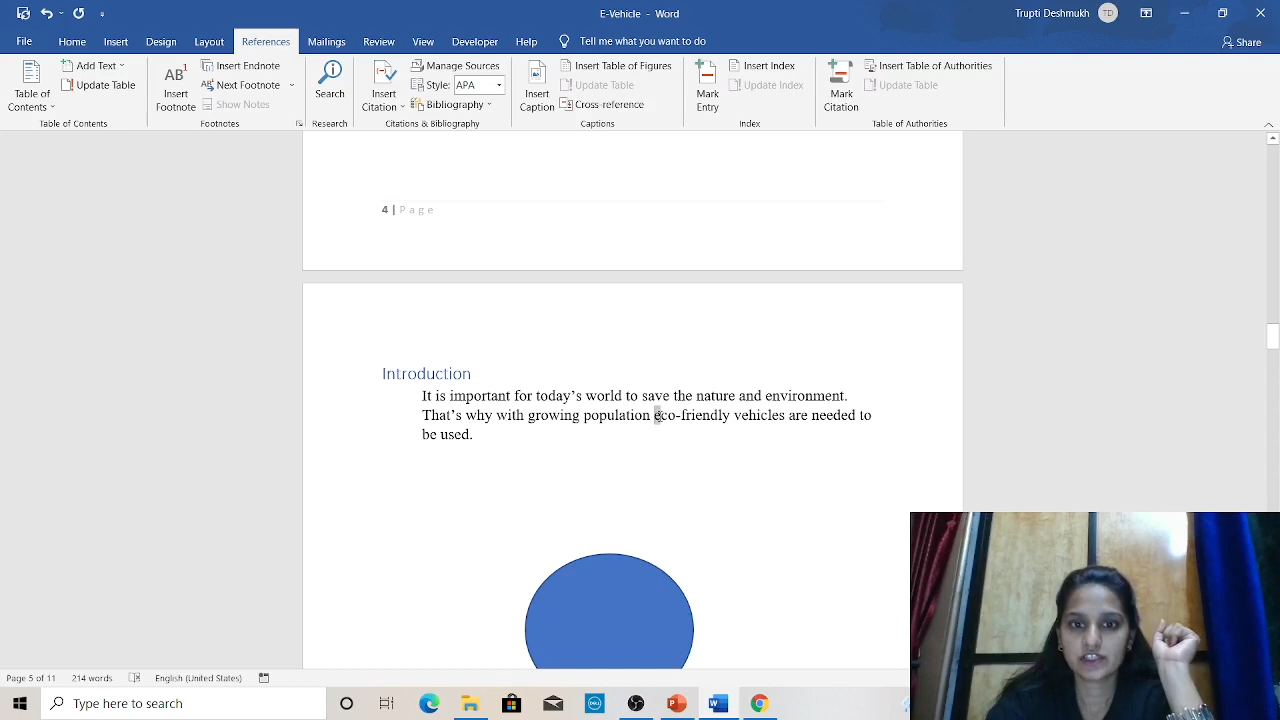 E-Vehicle - Word
Trupti Deshmukh TD
File Home Insert Design Layout References Mailings Review View Developer Help Tell me what you want to do Share
Table of Contents
Add Text
Update Table
Table of Contents
AB1 Insert Footnote
Insert Endnote
AB1 Next Footnote
Show Notes
Footnotes
Search
Research
Insert Citation
Manage Sources
Style: APA
Bibliography
Citations & Bibliography
Insert Caption
Insert Table of Figures
Update Table
Cross-reference
Captions
Mark Entry
Insert Index
Update Index
Index
Mark Citation
Insert Table of Authorities
Update Table
Table of Authorities
4 | Page
Introduction
It is important for today's world to save the nature and environment.
That's why with growing population eco-friendly vehicles are needed to
be used.
Page 5 of 11 214 words English (United States)
Type here to search